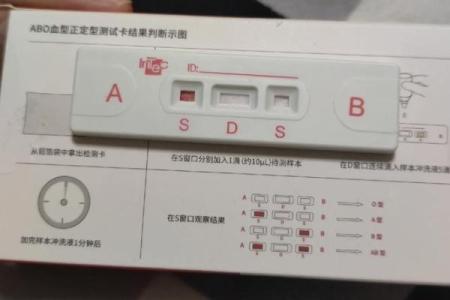 ABO血型正定型测试卡结果判断示图
InTec ID:
A B
S D S
从铝箔袋中拿出检测卡
在S窗口分别加入1滴(约10μL)待测样本
在D窗口连续滴入样本冲洗液5滴
A B O型
S D S
A B A型
在S窗口观察结果
A B B型
A B AB型
S D S
加完样本冲洗液1分钟后